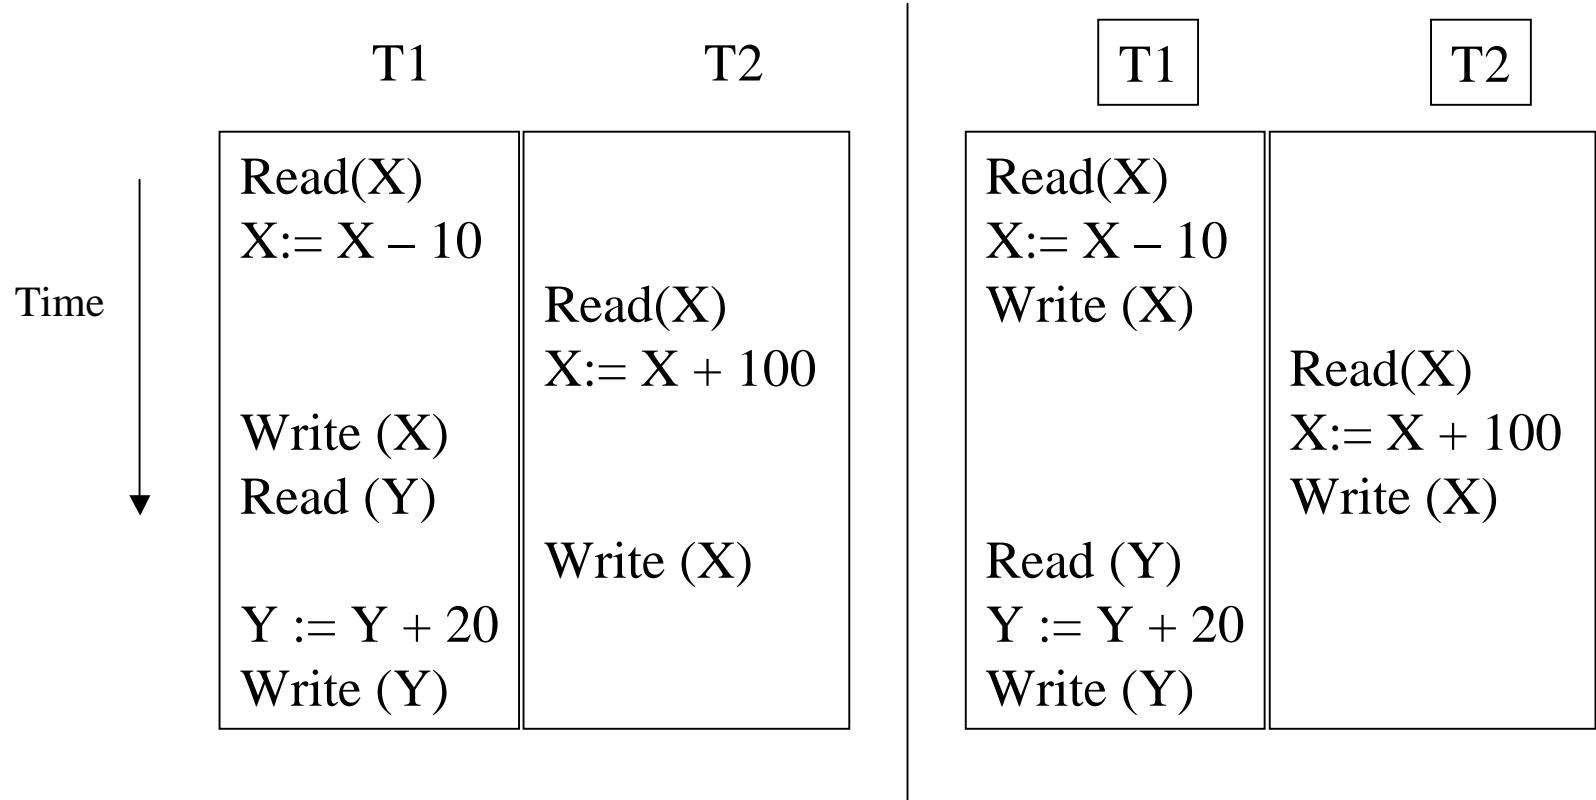 T1 T2 T1 T2
Read(X) Read(X)
X:= X – 10 X:= X – 10
Time Read(X) Write (X)
X:= X + 100 Read(X)
Write (X) X:= X + 100
Read (Y) Write (X)
Write (X) Read (Y)
Y := Y + 20 Y := Y + 20
Write (Y) Write (Y)